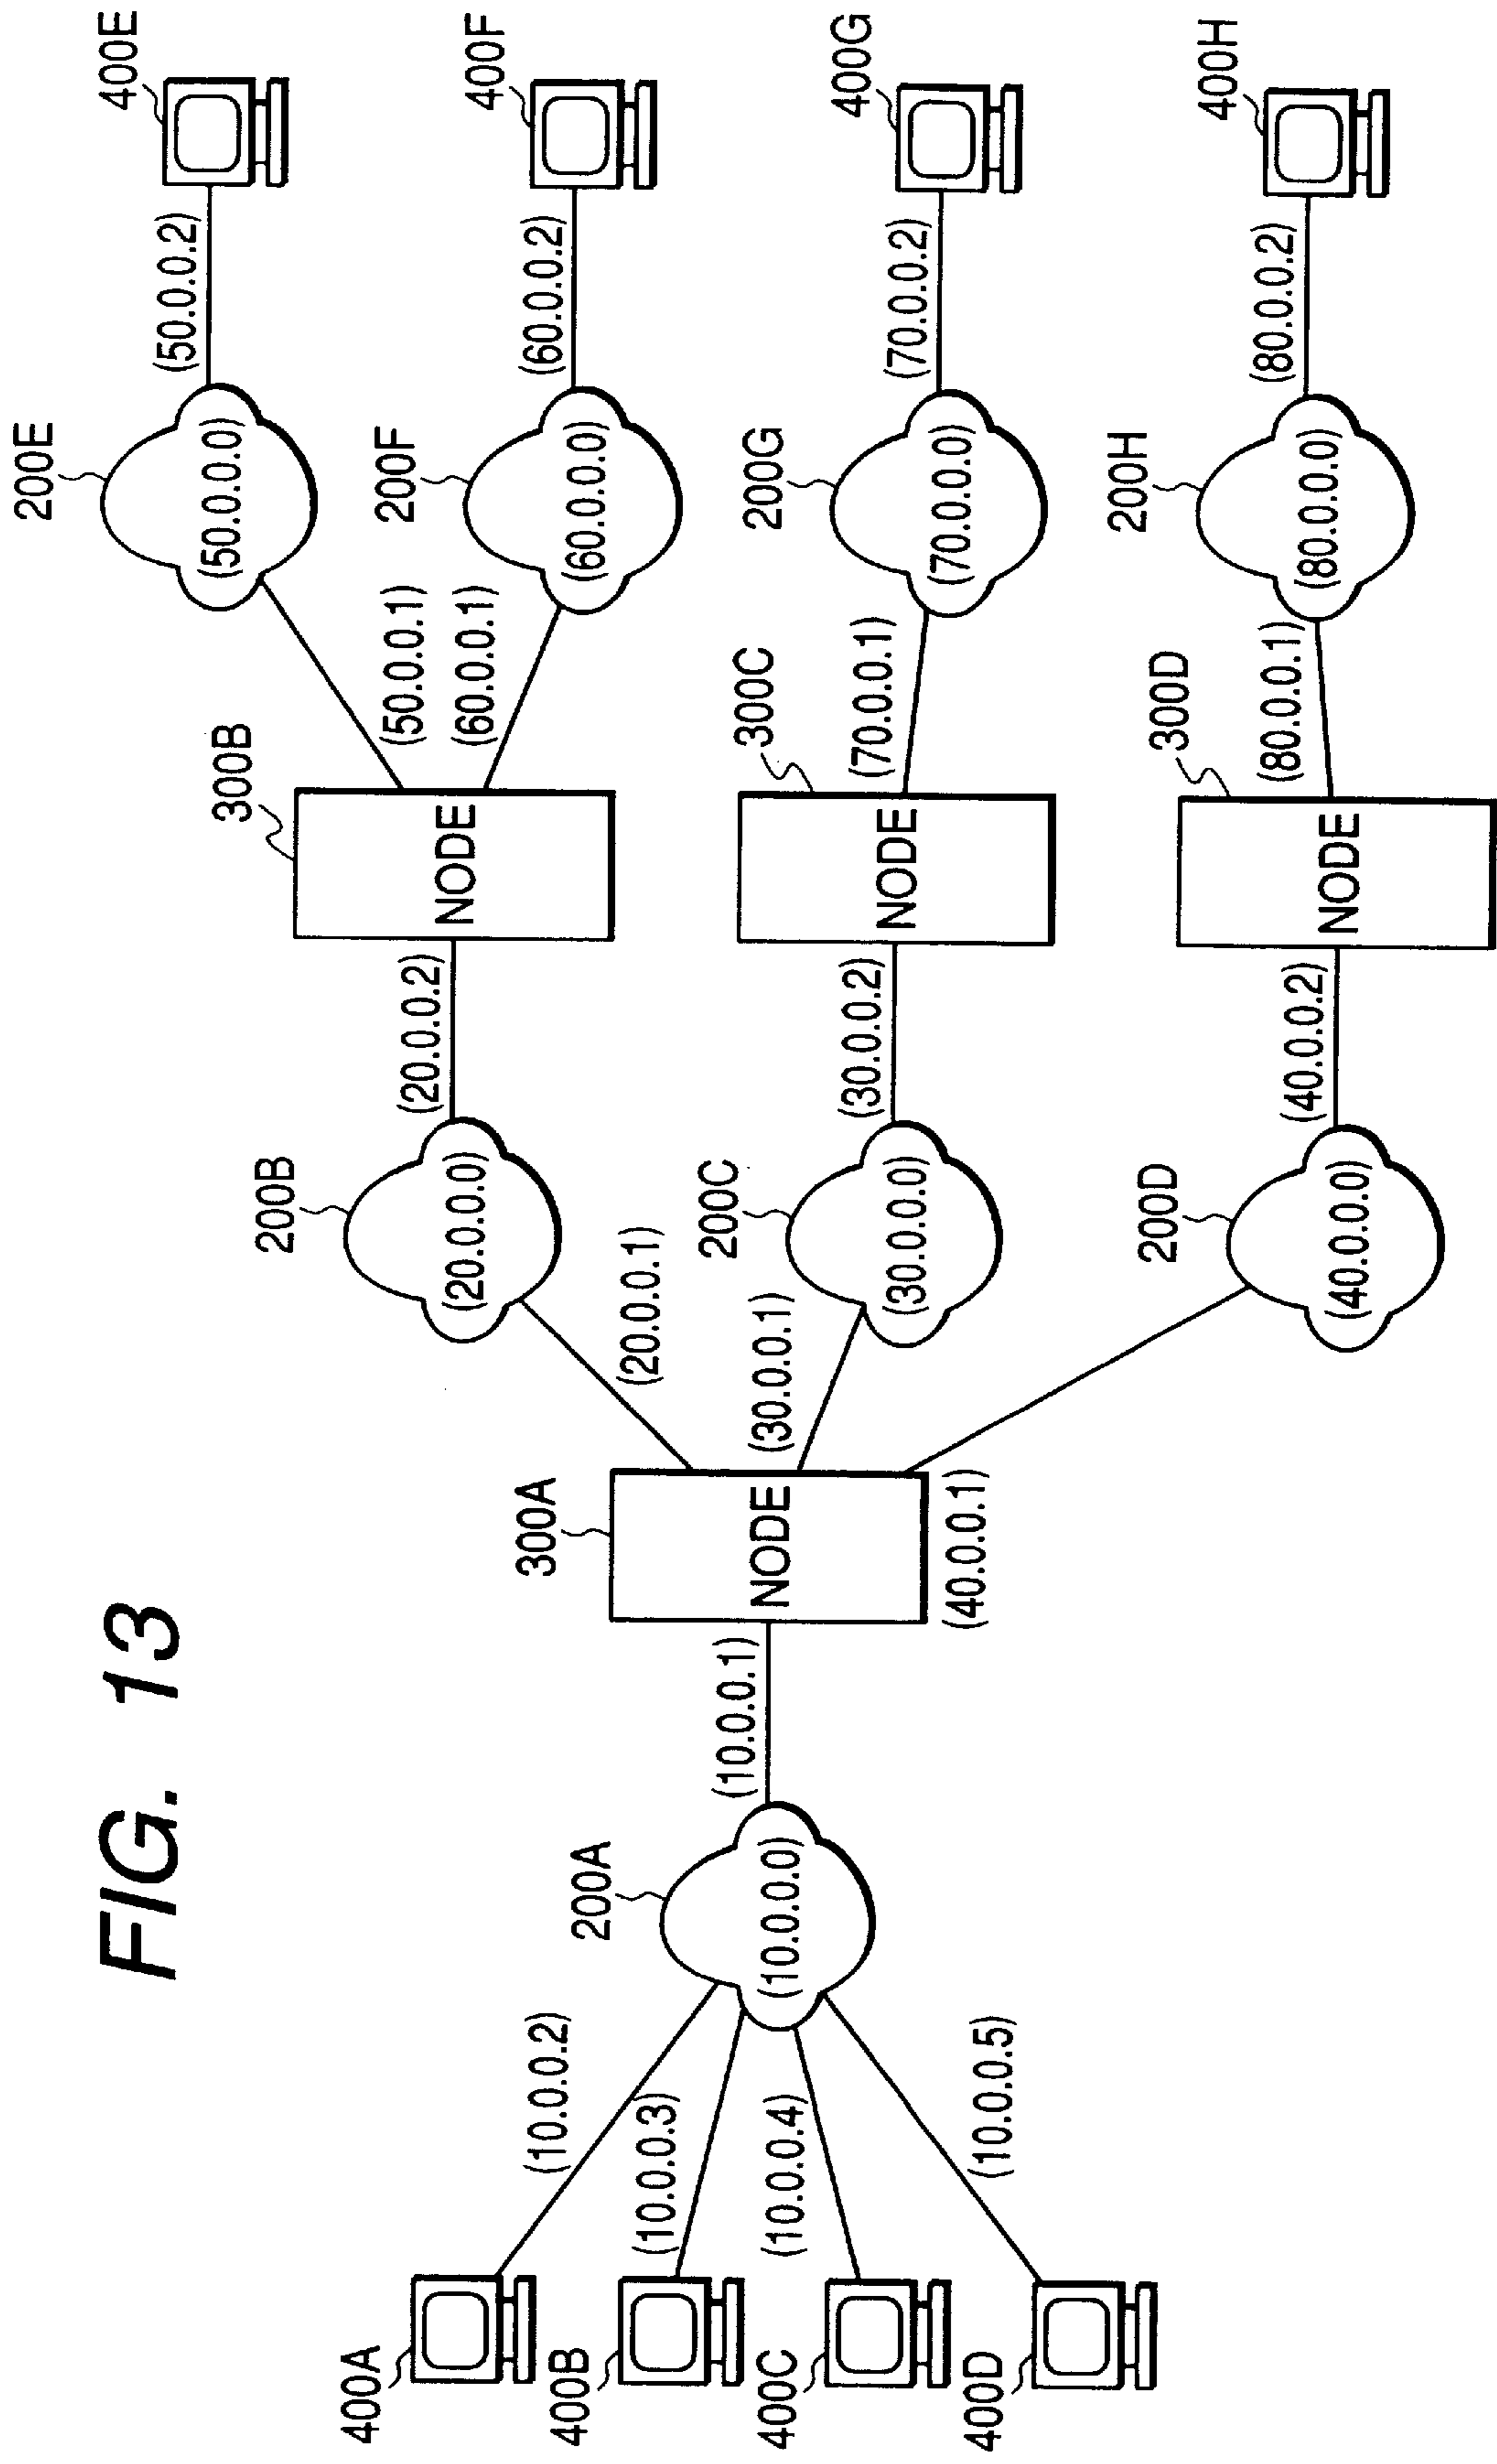 FIG. 13
400A
400B
400C
400D
(10.0.0.2)
(10.0.0.3)
(10.0.0.4)
(10.0.0.5)
200A
(10.0.0.0)
(10.0.0.1)
300A
NODE
(20.0.0.1)
(30.0.0.1)
(40.0.0.1)
200B
(20.0.0.0)
200C
(30.0.0.0)
200D
(40.0.0.0)
(20.0.0.2)
(30.0.0.2)
(40.0.0.2)
300B
NODE
300C
NODE
300D
NODE
(50.0.0.1)
(60.0.0.1)
(70.0.0.1)
(80.0.0.1)
200E
(50.0.0.0)
200F
(60.0.0.0)
200G
(70.0.0.0)
200H
(80.0.0.0)
(50.0.0.2)
(60.0.0.2)
(70.0.0.2)
(80.0.0.2)
400E
400F
400G
400H